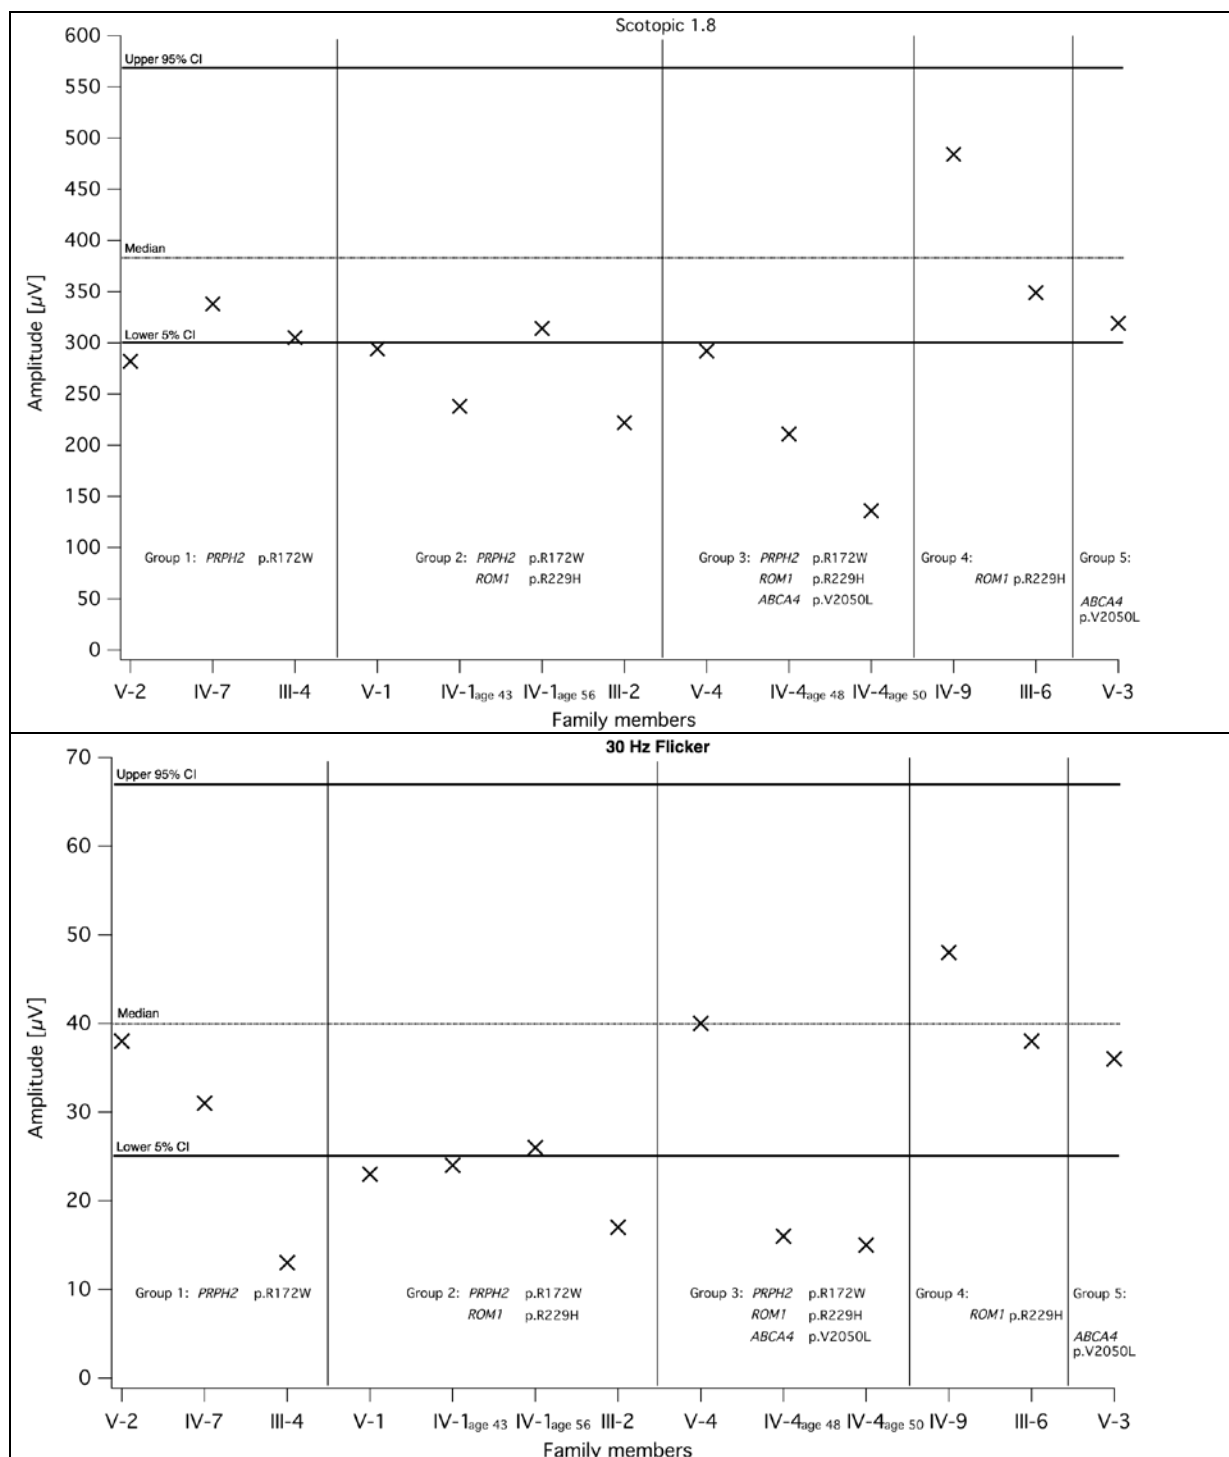 Scotopic 1.8
600
Upper 95% CI
550
500
450
400
Median
350
Lower 5% CI
300
250
200
150
100
50
0
Amplitude [µV]
Group 1: PRPH2 p.R172W
Group 2: PRPH2 p.R172W
ROM1 p.R229H
Group 3: PRPH2 p.R172W
ROM1 p.R229H
ABCA4 p.V2050L
Group 4:
ROM1 p.R229H
Group 5:
ABCA4
p.V2050L
V-2 IV-7 III-4 V-1 IV-1age 43 IV-1age 56 III-2 V-4 IV-4age 48 IV-4age 50 IV-9 III-6 V-3
Family members
30 Hz Flicker
70
Upper 95% CI
60
50
Median
40
30
Lower 5% CI
20
10
0
Amplitude [µV]
Group 1: PRPH2 p.R172W
Group 2: PRPH2 p.R172W
ROM1 p.R229H
Group 3: PRPH2 p.R172W
ROM1 p.R229H
ABCA4 p.V2050L
Group 4:
ROM1 p.R229H
Group 5:
ABCA4
p.V2050L
V-2 IV-7 III-4 V-1 IV-1age 43 IV-1age 56 III-2 V-4 IV-4age 48 IV-4age 50 IV-9 III-6 V-3
Family members